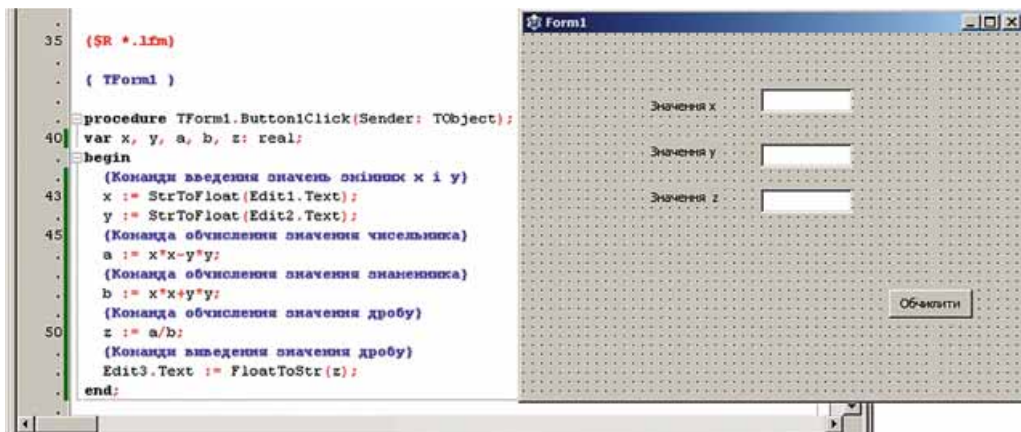 35 {$R *.lfm}
{ TForm1 }
procedure TForm1.Button1Click(Sender: TObject);
40 var x, y, a, b, z: real;
begin
{Команди введення значень змінних x і y}
43 x := StrToFloat(Edit1.Text);
y := StrToFloat(Edit2.Text);
45 {Команда обчислення значення чисельника}
a := x*x-y*y;
{Команда обчислення значення знаменника}
b := x*x+y*y;
{Команда обчислення значення дробу}
50 z := a/b;
{Команди виведення значення дробу}
Edit3.Text := FloatToStr(z);
end;
Form1
Значення x
Значення y
Значення z
Обчислити